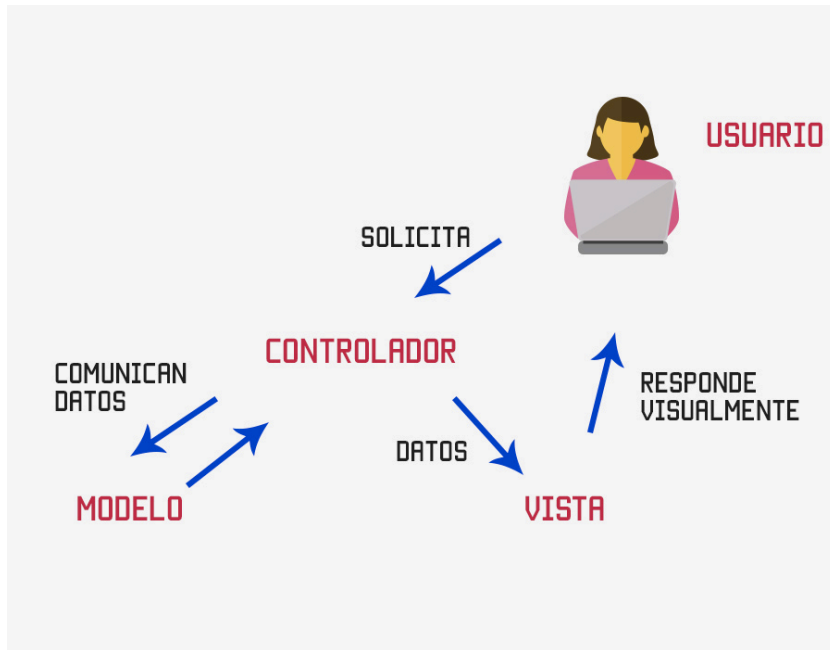 USUARIO
SOLICITA
CONTROLADOR
COMUNICAN
DATOS
RESPONDE
VISUALMENTE
DATOS
MODELO
VISTA